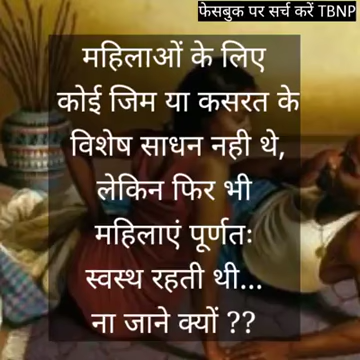 फेसबुक पर सर्च करें TBNP
महिलाओं के लिए
कोई जिम या कसरत के
विशेष साधन नही थे,
लेकिन फिर भी
महिलाएं पूर्णतः
स्वस्थ रहती थी...
ना जाने क्यों ??